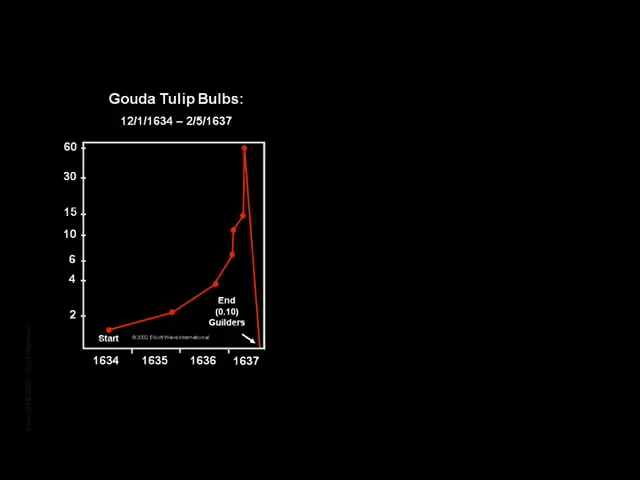 Gouda Tulip Bulbs:
12/1/1634 – 2/5/1637
60
30
15
10
6
4
2
End
(0.10)
Guilders
Start
© 2002 Elliott Wave International
1634
1635
1636
1637